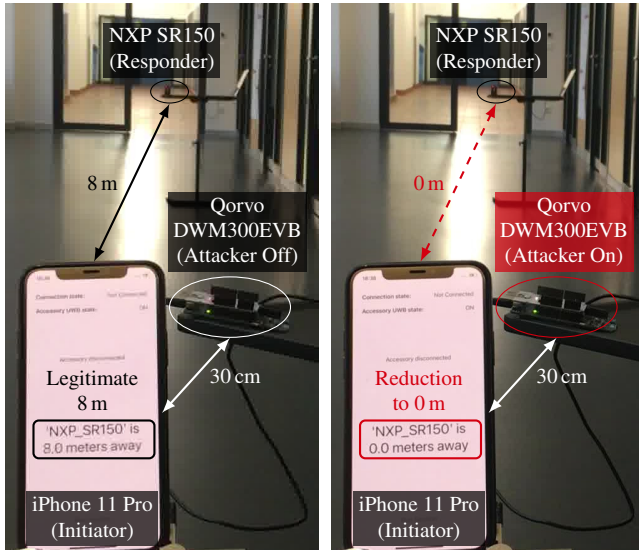 NXP SR150
(Responder)
8 m
Qorvo
DWM300EVB
(Attacker Off)
Connection state: Not Connected
Accessory UWB state: ON
Accessory disconnected
Legitimate
8 m
30 cm
'NXP_SR150' is
8.0 meters away
iPhone 11 Pro
(Initiator)
NXP SR150
(Responder)
0 m
Qorvo
DWM300EVB
(Attacker On)
Connection state: Not Connected
Accessory UWB state: ON
Accessory disconnected
Reduction
to 0 m
30 cm
'NXP_SR150' is
0.0 meters away
iPhone 11 Pro
(Initiator)